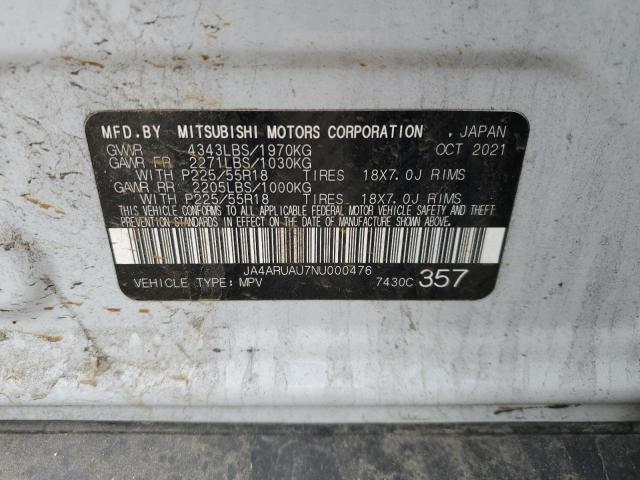 MFD.BY MITSUBISHI MOTORS CORPORATION , JAPAN
GVWR 4343LBS/1970KG OCT 2021
GAWR FR 2271LBS/1030KG
WITH P225/55R18 TIRES 18X7.0J RIMS
GAWR RR 2205LBS/1000KG
WITH P225/55R18 TIRES 18X7.0J RIMS
THIS VEHICLE CONFORMS TO ALL APPLICABLE FEDERAL MOTOR VEHICLE SAFETY AND THEFT
PREVENTION STANDARDS IN EFFECT ON THE DATE OF MANUFACTURE SHOWN ABOVE.
JA4ARUAU7NU000476
VEHICLE TYPE: MPV 7430C 357